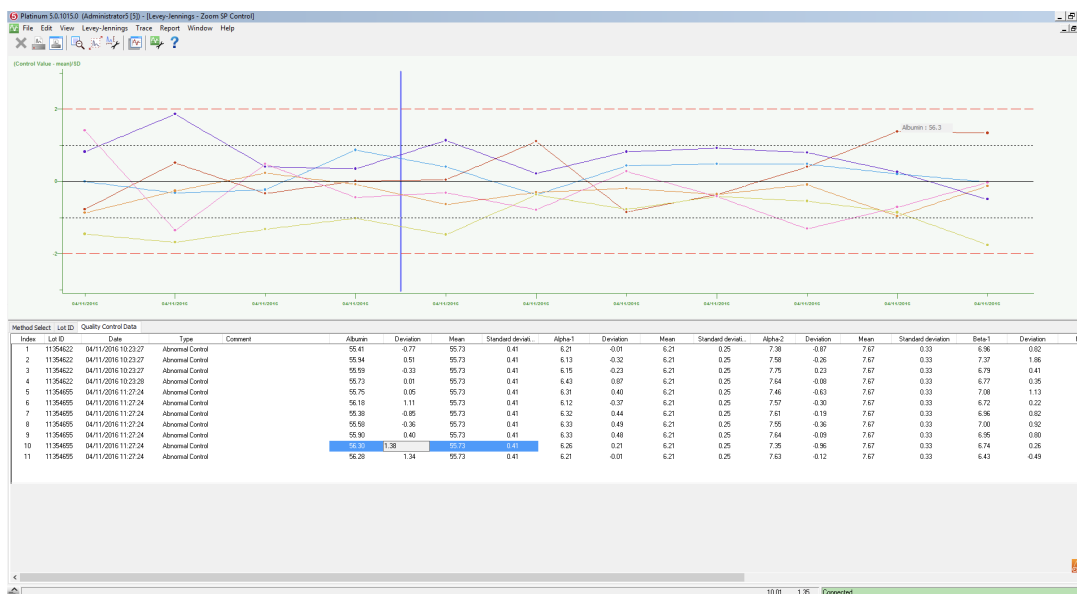 Platinum 5.0.1015.0 (Administrator5 [5]) - [Levey-Jennings - Zoom SP Control]
File Edit View Levey-Jennings Trace Report Window Help
(Control Value - mean)/SD
2
Albumin : 56.3
0
-2
04/11/2016 04/11/2016 04/11/2016 04/11/2016 04/11/2016 04/11/2016 04/11/2016 04/11/2016 04/11/2016 04/11/2016 04/11/2016
Method Select Lot ID Quality Control Data
Index Lot ID Date Type Comment Albumin Deviation Mean Standard deviati... Alpha-1 Deviation Mean Standard deviati... Alpha-2 Deviation Mean Standard deviation Beta-1 Deviation
1 11354622 04/11/2016 10:23:27 Abnormal Control 55.41 -0.77 55.73 0.41 6.21 -0.01 6.21 0.25 7.38 -0.87 7.67 0.33 6.96 0.82
2 11354622 04/11/2016 10:23:27 Abnormal Control 55.94 0.51 55.73 0.41 6.13 -0.32 6.21 0.25 7.58 -0.26 7.67 0.33 7.37 1.86
3 11354622 04/11/2016 10:23:27 Abnormal Control 55.59 -0.33 55.73 0.41 6.15 -0.23 6.21 0.25 7.75 0.23 7.67 0.33 6.79 0.41
4 11354622 04/11/2016 10:23:28 Abnormal Control 55.73 0.01 55.73 0.41 6.43 0.87 6.21 0.25 7.64 -0.08 7.67 0.33 6.77 0.35
5 11354655 04/11/2016 11:27:24 Abnormal Control 55.75 0.05 55.73 0.41 6.31 0.40 6.21 0.25 7.46 -0.63 7.67 0.33 7.08 1.13
6 11354655 04/11/2016 11:27:24 Abnormal Control 56.18 1.11 55.73 0.41 6.12 -0.37 6.21 0.25 7.57 -0.30 7.67 0.33 6.72 0.22
7 11354655 04/11/2016 11:27:24 Abnormal Control 55.38 -0.85 55.73 0.41 6.32 0.44 6.21 0.25 7.61 -0.19 7.67 0.33 6.96 0.82
8 11354655 04/11/2016 11:27:24 Abnormal Control 55.58 -0.36 55.73 0.41 6.33 0.49 6.21 0.25 7.55 -0.36 7.67 0.33 7.00 0.92
9 11354655 04/11/2016 11:27:24 Abnormal Control 55.90 0.40 55.73 0.41 6.33 0.48 6.21 0.25 7.64 -0.09 7.67 0.33 6.95 0.80
10 11354655 04/11/2016 11:27:24 Abnormal Control 56.30 1.38 55.73 0.41 6.26 0.21 6.21 0.25 7.35 -0.96 7.67 0.33 6.74 0.26
11 11354655 04/11/2016 11:27:24 Abnormal Control 56.28 1.34 55.73 0.41 6.21 -0.01 6.21 0.25 7.63 -0.12 7.67 0.33 6.43 -0.49
10.01 1.35 Connected